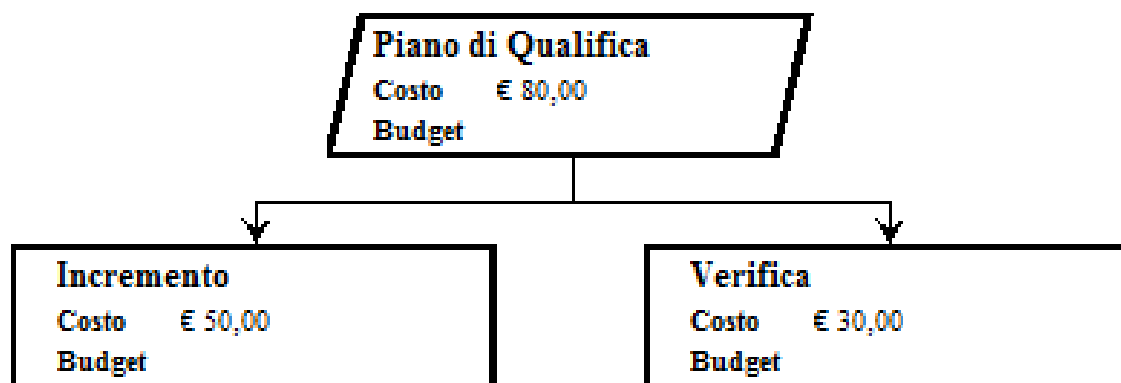 Piano di Qualifica
Costo € 80,00
Budget
Incremento
Costo € 50,00
Budget
Verifica
Costo € 30,00
Budget